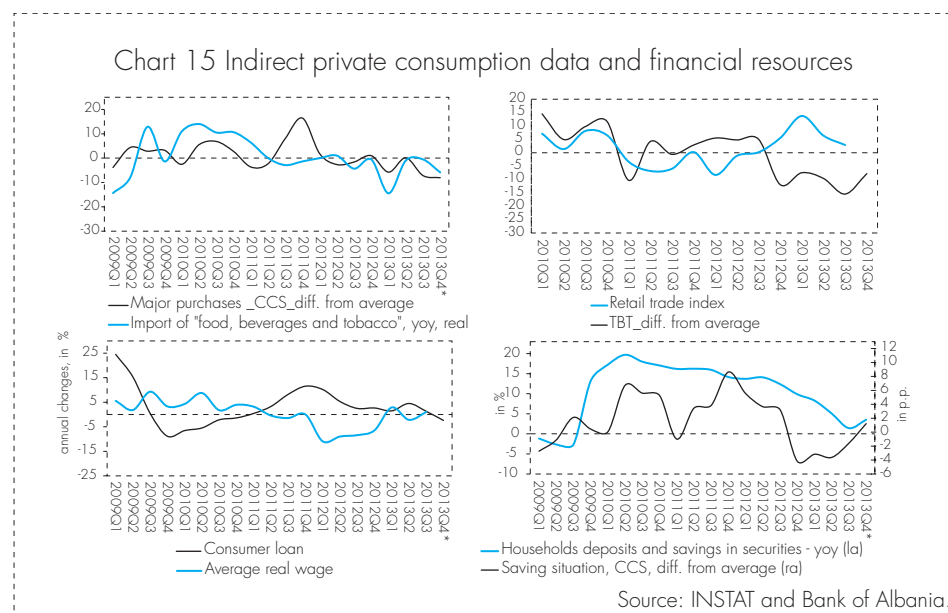 Chart 15 Indirect private consumption data and financial resources
20
10
0
-10
-20
-30
2009Q1
2009Q2
2009Q3
2009Q4
2010Q1
2010Q2
2010Q3
2010Q4
2011Q1
2011Q2
2011Q3
2011Q4
2012Q1
2012Q2
2012Q3
2012Q4
2013Q1
2013Q2
2013Q3
2013Q4*
Major purchases _CCS_diff. from average
Import of "food, beverages and tobacco", yoy, real
20
15
10
5
0
-5
-10
-15
-20
-25
-30
2010Q1
2010Q2
2010Q3
2010Q4
2011Q1
2011Q2
2011Q3
2011Q4
2012Q1
2012Q2
2012Q3
2012Q4
2013Q1
2013Q2
2013Q3
2013Q4
Retail trade index
TBT_diff. from average
annual changes, in %
25
15
5
-5
-15
-25
2009Q1
2009Q2
2009Q3
2009Q4
2010Q1
2010Q2
2010Q3
2010Q4
2011Q1
2011Q2
2011Q3
2011Q4
2012Q1
2012Q2
2012Q3
2012Q4
2013Q1
2013Q2
2013Q3
2013Q4*
Consumer loan
Average real wage
in %
20
15
10
5
0
-5
-10
12
10
8
6
4
2
0
-2
-4
-6
in p.p.
2009Q1
2009Q2
2009Q3
2009Q4
2010Q1
2010Q2
2010Q3
2010Q4
2011Q1
2011Q2
2011Q3
2011Q4
2012Q1
2012Q2
2012Q3
2012Q4
2013Q1
2013Q2
2013Q3
2013Q4*
Households deposits and savings in securities - yoy (la)
Saving situation, CCS, diff. from average (ra)
Source: INSTAT and Bank of Albania.